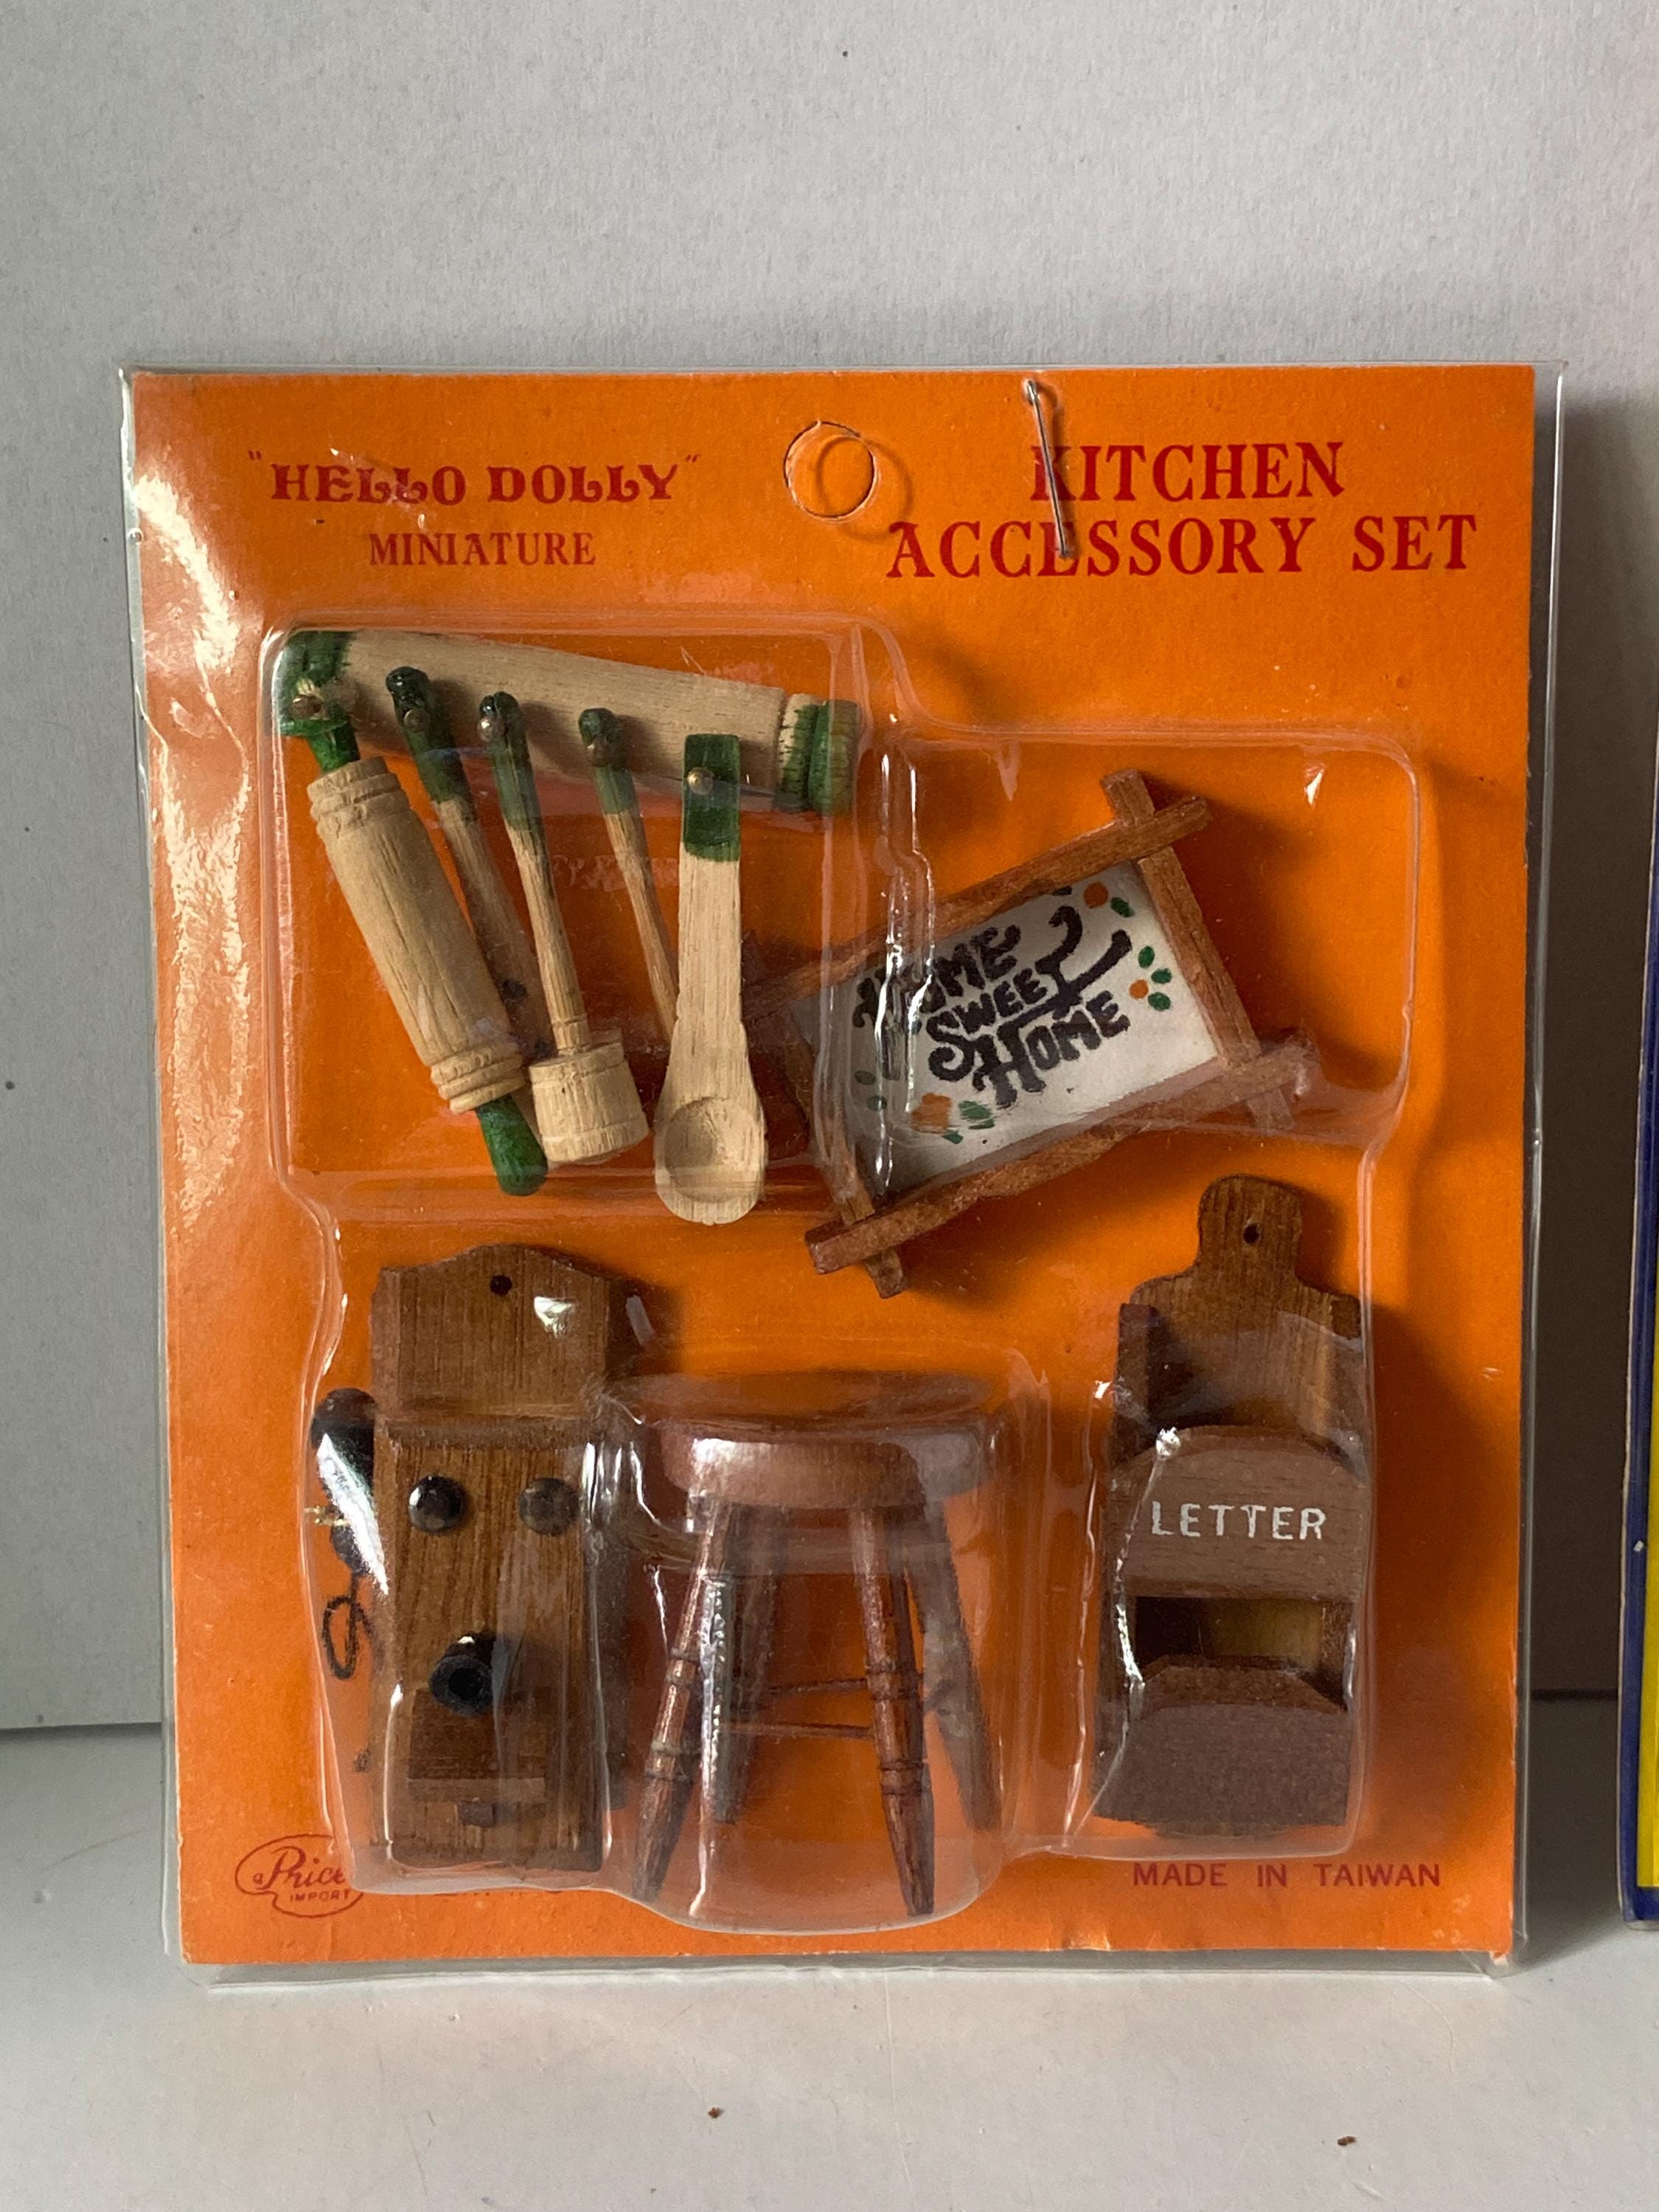 "HELLO DOLLY"
MINIATURE
KITCHEN
ACCESSORY SET
HOME
SWEET
HOME
LETTER
a Price
IMPORT
MADE IN TAIWAN